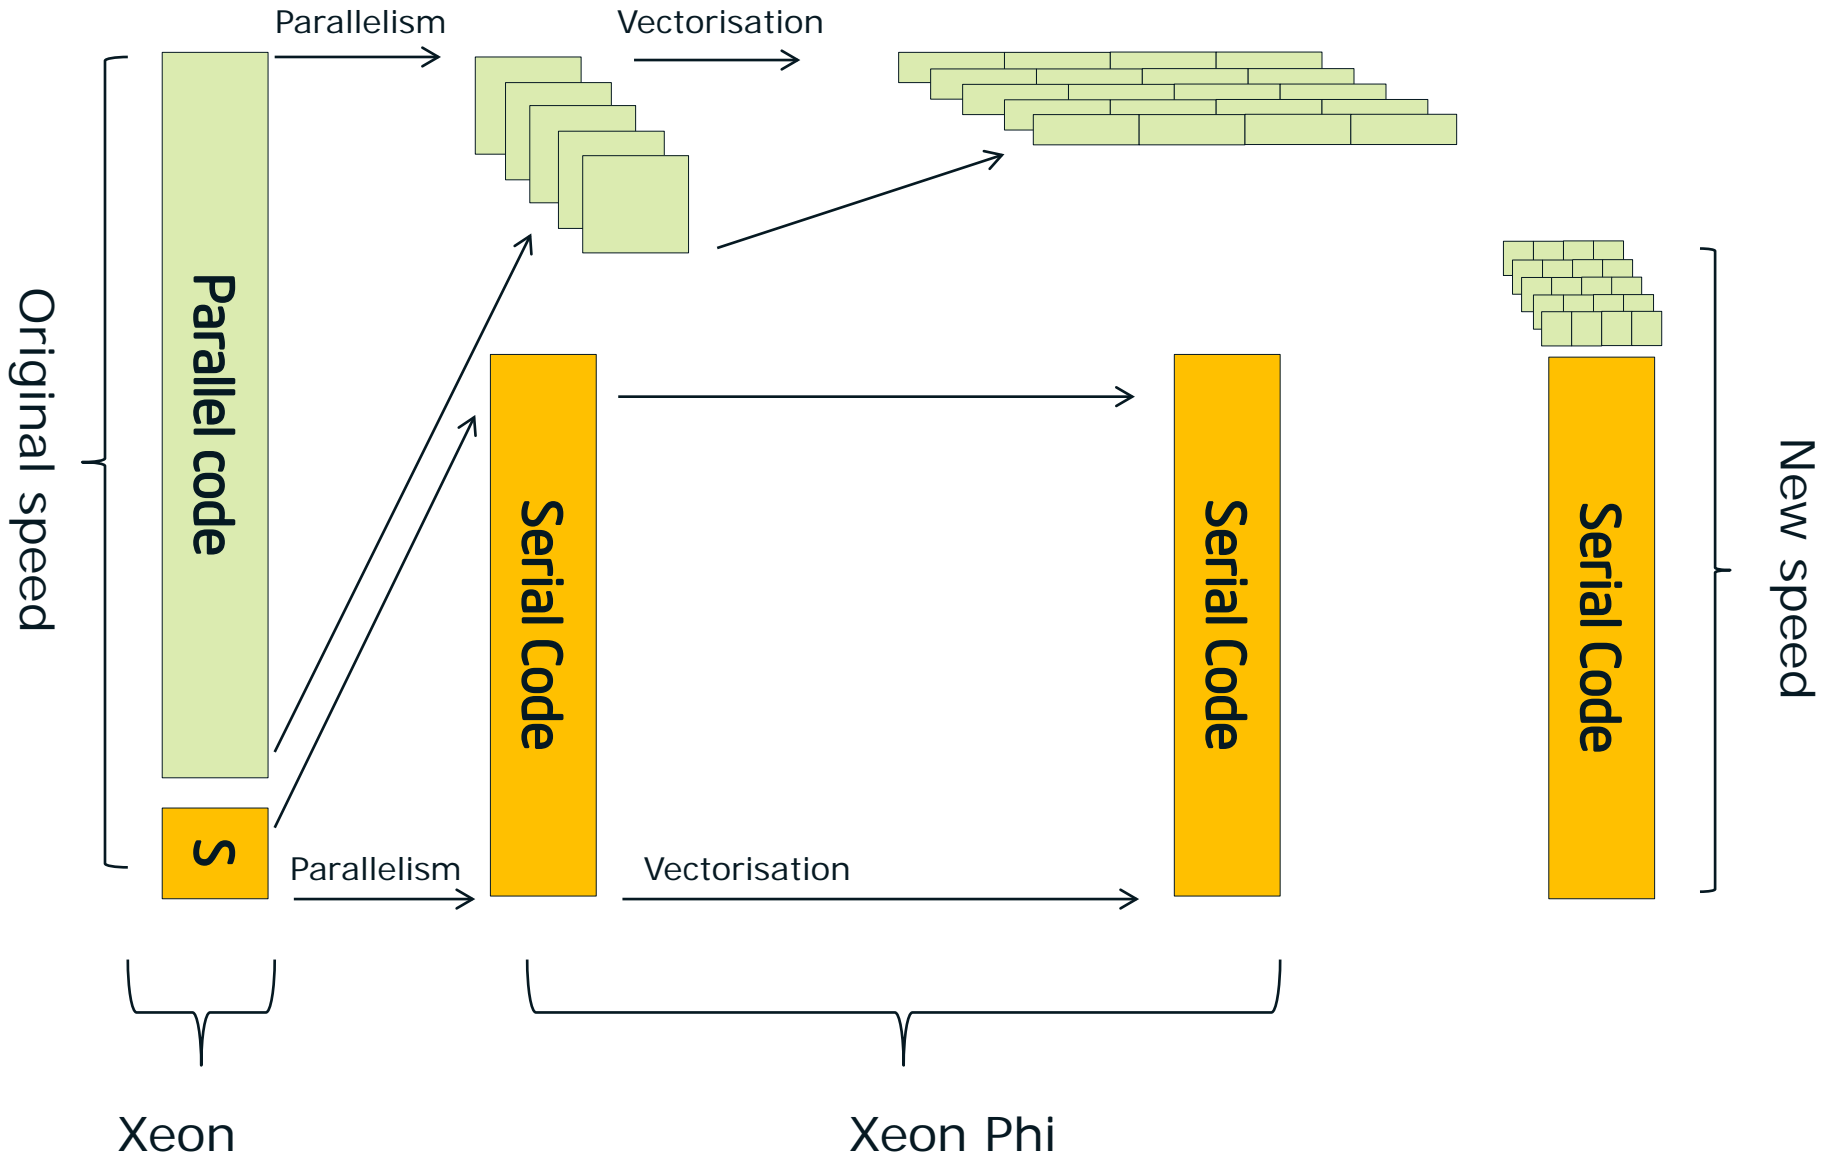 Parallelism
Vectorisation
Original speed
Parallel code
Serial Code
Serial Code
Serial Code
New speed
S
Parallelism
Vectorisation
Xeon
Xeon Phi